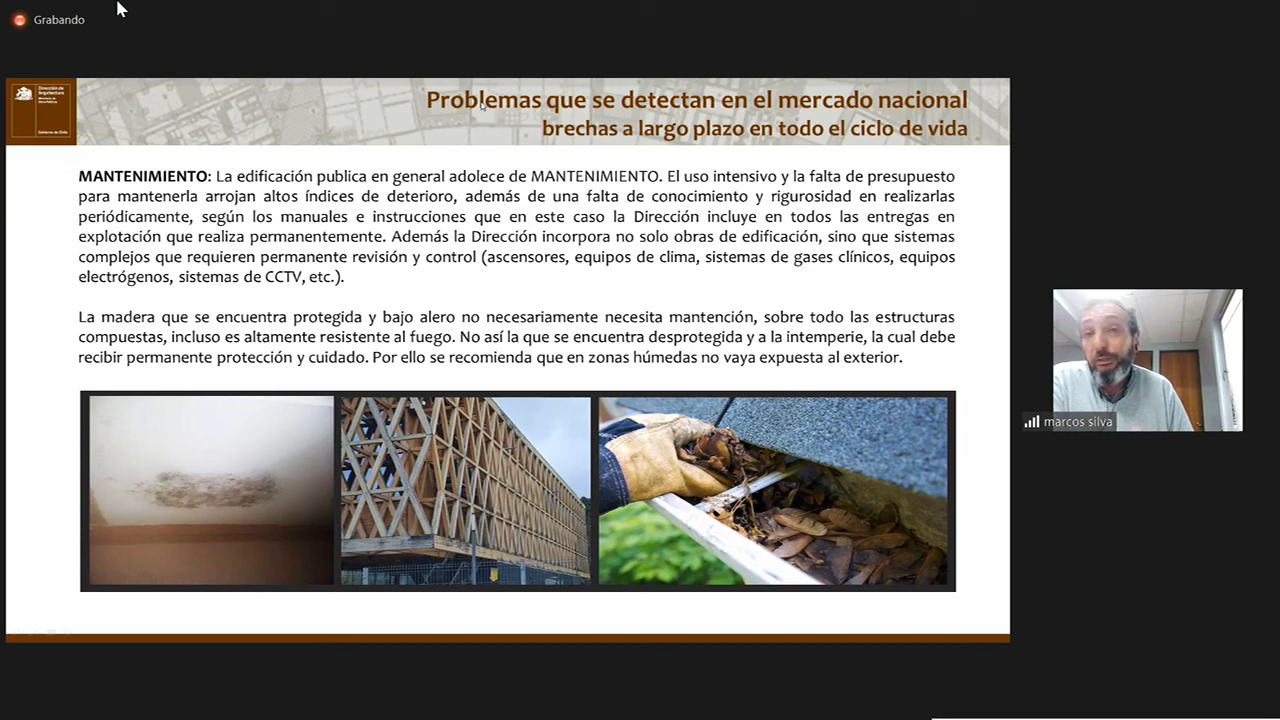 Grabando
Dirección de
Arquitectura
Gobierno de Chile
Problemas que se detectan en el mercado nacional
brechas a largo plazo en todo el ciclo de vida
MANTENIMIENTO: La edificación publica en general adolece de MANTENIMIENTO. El uso intensivo y la falta de presupuesto
para mantenerla arrojan altos índices de deterioro, además de una falta de conocimiento y rigurosidad en realizarlas
periódicamente, según los manuales e instrucciones que en este caso la Dirección incluye en todos las entregas en
explotación que realiza permanentemente. Además la Dirección incorpora no solo obras de edificación, sino que sistemas
complejos que requieren permanente revisión y control (ascensores, equipos de clima, sistemas de gases clínicos, equipos
electrógenos, sistemas de CCTV, etc.).
La madera que se encuentra protegida y bajo alero no necesariamente necesita mantención, sobre todo las estructuras
compuestas, incluso es altamente resistente al fuego. No así la que se encuentra desprotegida y a la intemperie, la cual debe
recibir permanente protección y cuidado. Por ello se recomienda que en zonas húmedas no vaya expuesta al exterior.
marcos silva